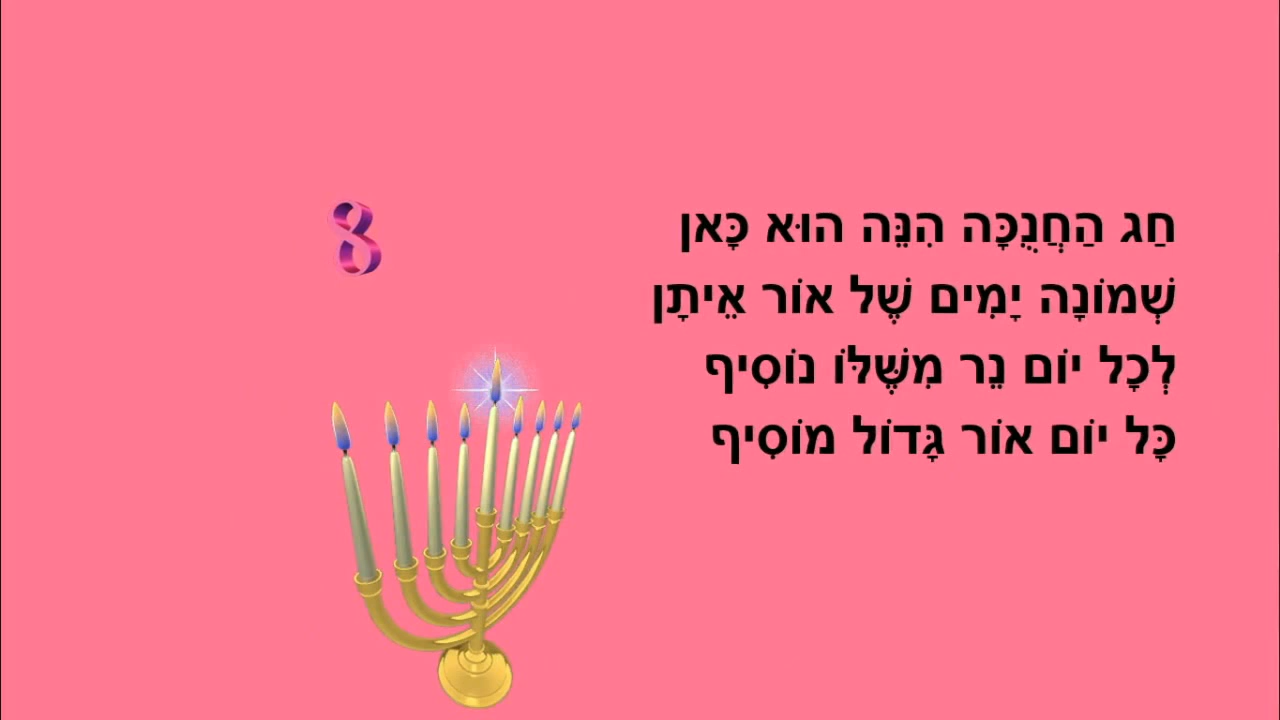 8
חַג הַחֲנֻכָּה הִנֵּה הוּא כָּאן
שְׁמוֹנָה יָמִים שֶׁל אוֹר אֵיתָן
לְכָל יוֹם נֵר מִשֶּׁלּוֹ נוֹסִיף
כָּל יוֹם אוֹר גָּדוֹל מוֹסִיף